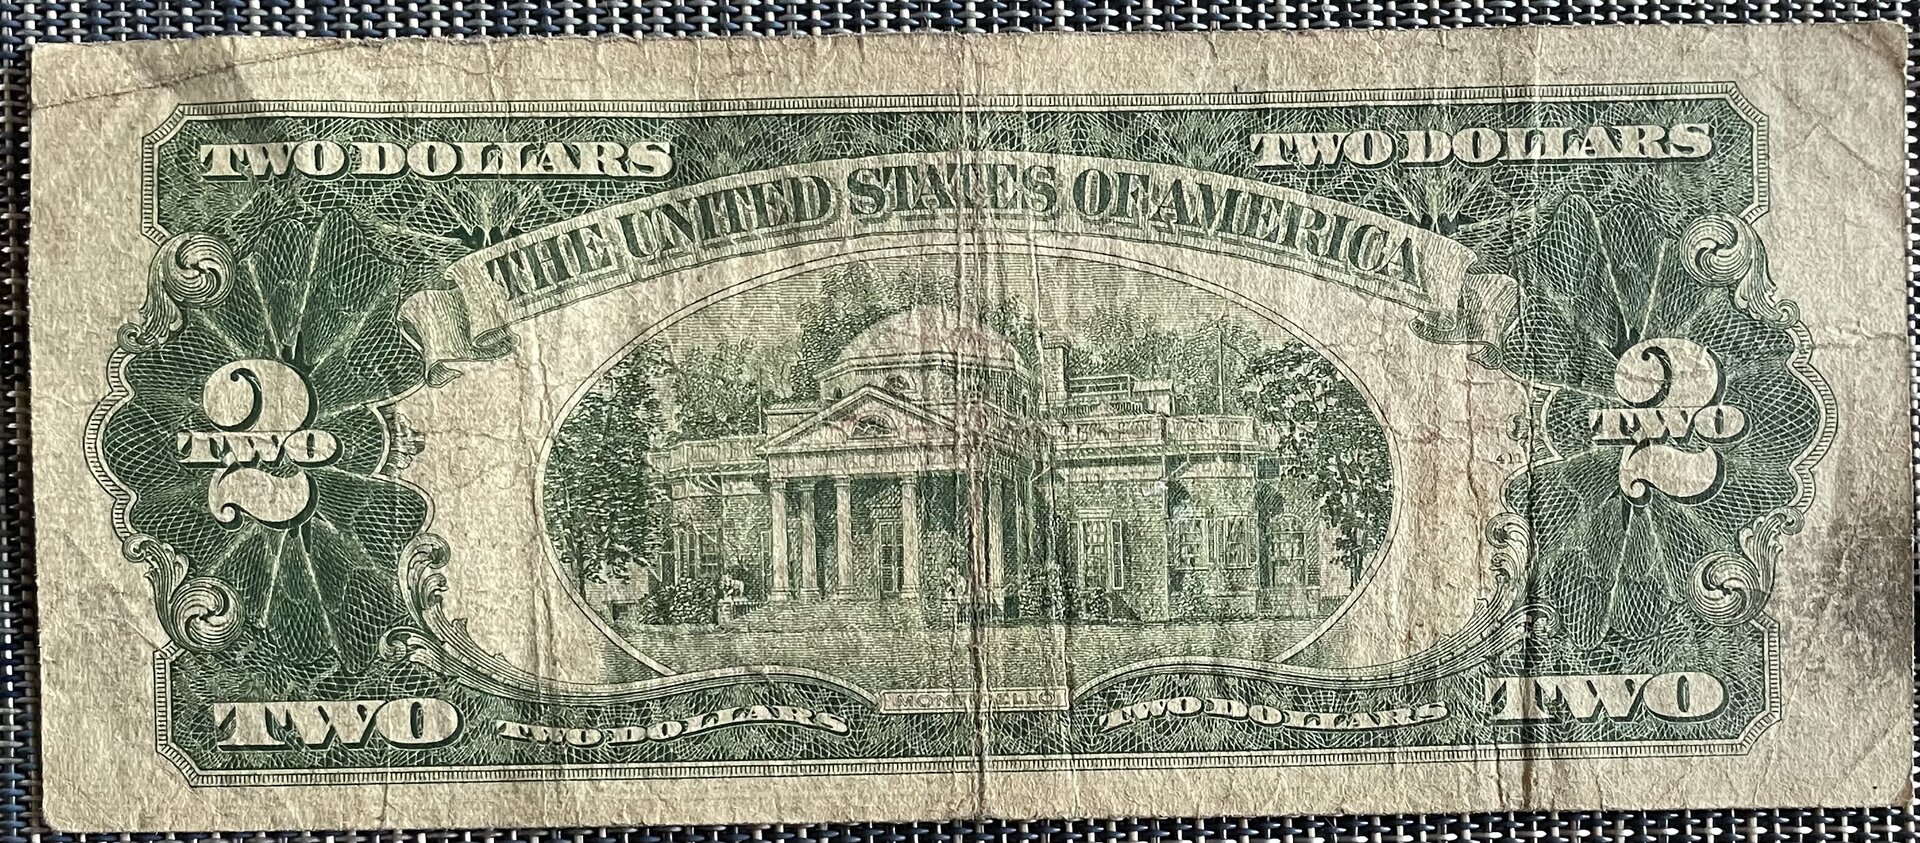 TWO DOLLARS TWO DOLLARS
THE UNITED STATES OF AMERICA
2 TWO 2 TWO
411
MONTICELLO
TWO TWO DOLLARS TWO DOLLARS TWO